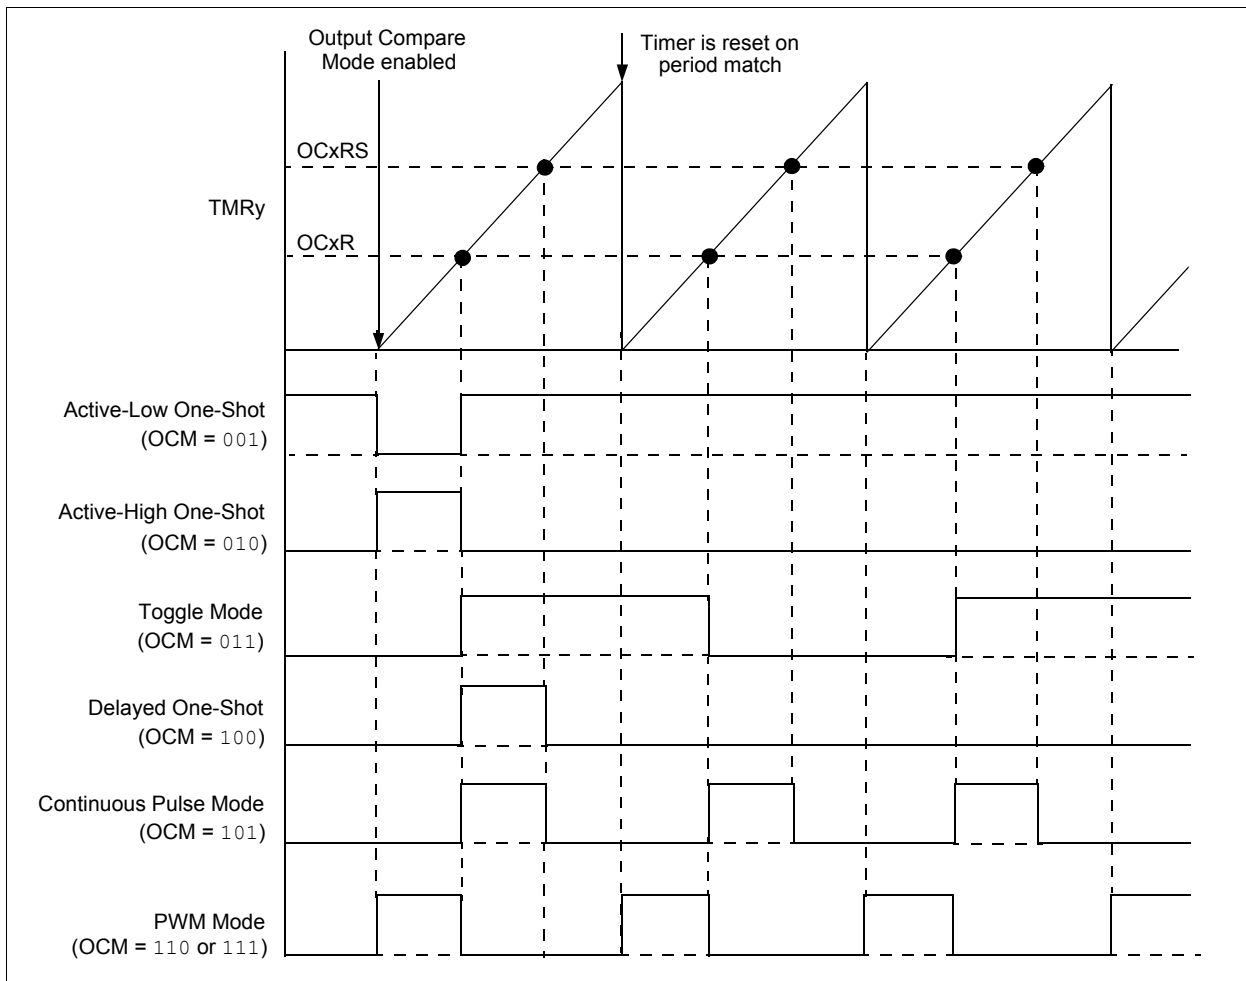 Output Compare
Mode enabled
Timer is reset on
period match
OCxRS
TMRy
OCxR
Active-Low One-Shot
(OCM = 001)
Active-High One-Shot
(OCM = 010)
Toggle Mode
(OCM = 011)
Delayed One-Shot
(OCM = 100)
Continuous Pulse Mode
(OCM = 101)
PWM Mode
(OCM = 110 or 111)